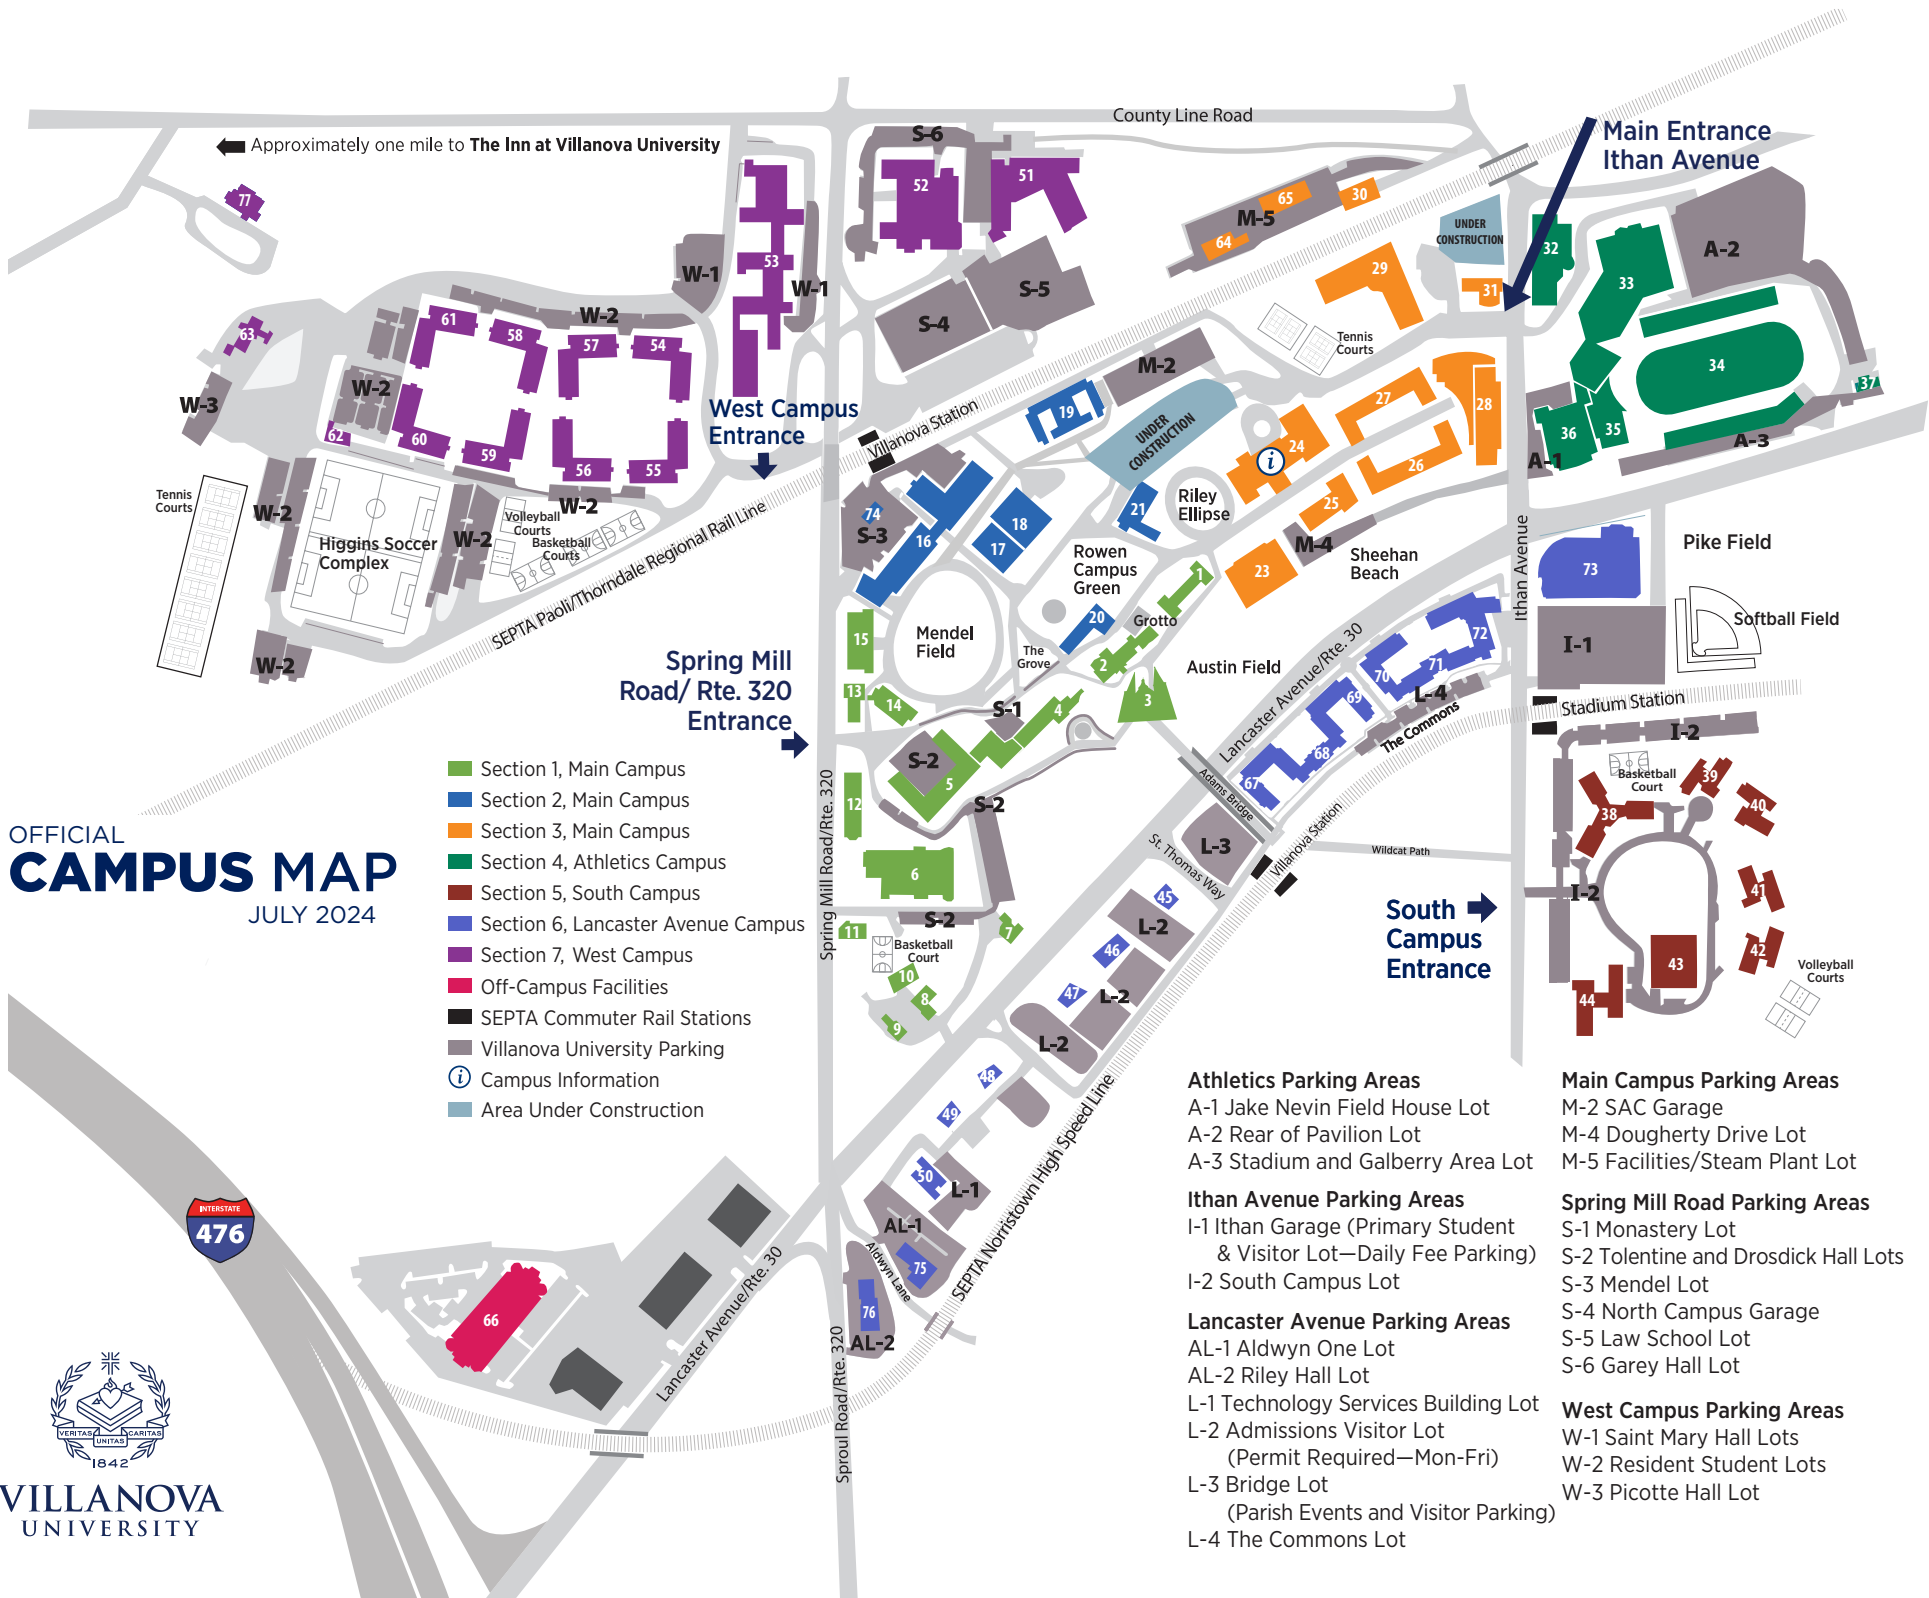 County Line Road
Approximately one mile to The Inn at Villanova University
Main Entrance
Ithan Avenue
S-6
77
52
51
53
W-1
W-1
S-5
S-4
M-5
65
64
30
29
UNDER
CONSTRUCTION
31
32
33
A-2
34
37
35
36
A-1
A-3
W-2
61
58
57
54
63
W-3
W-2
62
60
59
56
55
W-2
West Campus
Entrance
Villanova Station
M-2
19
UNDER
CONSTRUCTION
Tennis
Courts
27
28
24
26
25
M-4
23
21
Riley
Ellipse
Sheehan
Beach
Tennis
Courts
W-2
Higgins Soccer
Complex
W-2
Volleyball
Courts
Basketball
Courts
W-2
SEPTA Paoli/Thorndale Regional Rail Line
74
S-3
16
18
17
Rowen
Campus
Green
1
20
Grotto
2
The
Grove
3
Austin Field
15
Mendel
Field
13
14
S-1
4
S-2
5
S-2
12
6
S-2
7
11
Basketball
Court
10
8
9
Spring Mill
Road/ Rte. 320
Entrance
Spring Mill Road/Rte. 320
Ithan Avenue
73
Pike Field
Softball Field
I-1
Stadium Station
I-2
Lancaster Avenue/Rte. 30
72
71
70
L-4
69
The Commons
68
67
Adams Bridge
L-3
Villanova Station
St. Thomas Way
Wildcat Path
Basketball
Court
39
40
38
41
I-2
42
43
44
Volleyball
Courts
South
Campus
Entrance
45
L-2
46
47
L-2
L-2
48
49
50
L-1
AL-1
75
Aldwyn Lane
76
AL-2
SEPTA Norristown High Speed Line
Sproul Road/Rte. 320
Lancaster Avenue/Rte. 30
66
INTERSTATE
476
OFFICIAL
CAMPUS MAP
JULY 2024
Section 1, Main Campus
Section 2, Main Campus
Section 3, Main Campus
Section 4, Athletics Campus
Section 5, South Campus
Section 6, Lancaster Avenue Campus
Section 7, West Campus
Off-Campus Facilities
SEPTA Commuter Rail Stations
Villanova University Parking
i Campus Information
Area Under Construction
i
Athletics Parking Areas
A-1 Jake Nevin Field House Lot
A-2 Rear of Pavilion Lot
A-3 Stadium and Galberry Area Lot
Ithan Avenue Parking Areas
I-1 Ithan Garage (Primary Student
& Visitor Lot—Daily Fee Parking)
I-2 South Campus Lot
Lancaster Avenue Parking Areas
AL-1 Aldwyn One Lot
AL-2 Riley Hall Lot
L-1 Technology Services Building Lot
L-2 Admissions Visitor Lot
(Permit Required—Mon-Fri)
L-3 Bridge Lot
(Parish Events and Visitor Parking)
L-4 The Commons Lot
Main Campus Parking Areas
M-2 SAC Garage
M-4 Dougherty Drive Lot
M-5 Facilities/Steam Plant Lot
Spring Mill Road Parking Areas
S-1 Monastery Lot
S-2 Tolentine and Drosdick Hall Lots
S-3 Mendel Lot
S-4 North Campus Garage
S-5 Law School Lot
S-6 Garey Hall Lot
West Campus Parking Areas
W-1 Saint Mary Hall Lots
W-2 Resident Student Lots
W-3 Picotte Hall Lot
VERITAS
UNITAS
CARITAS
1842
VILLANOVA
UNIVERSITY